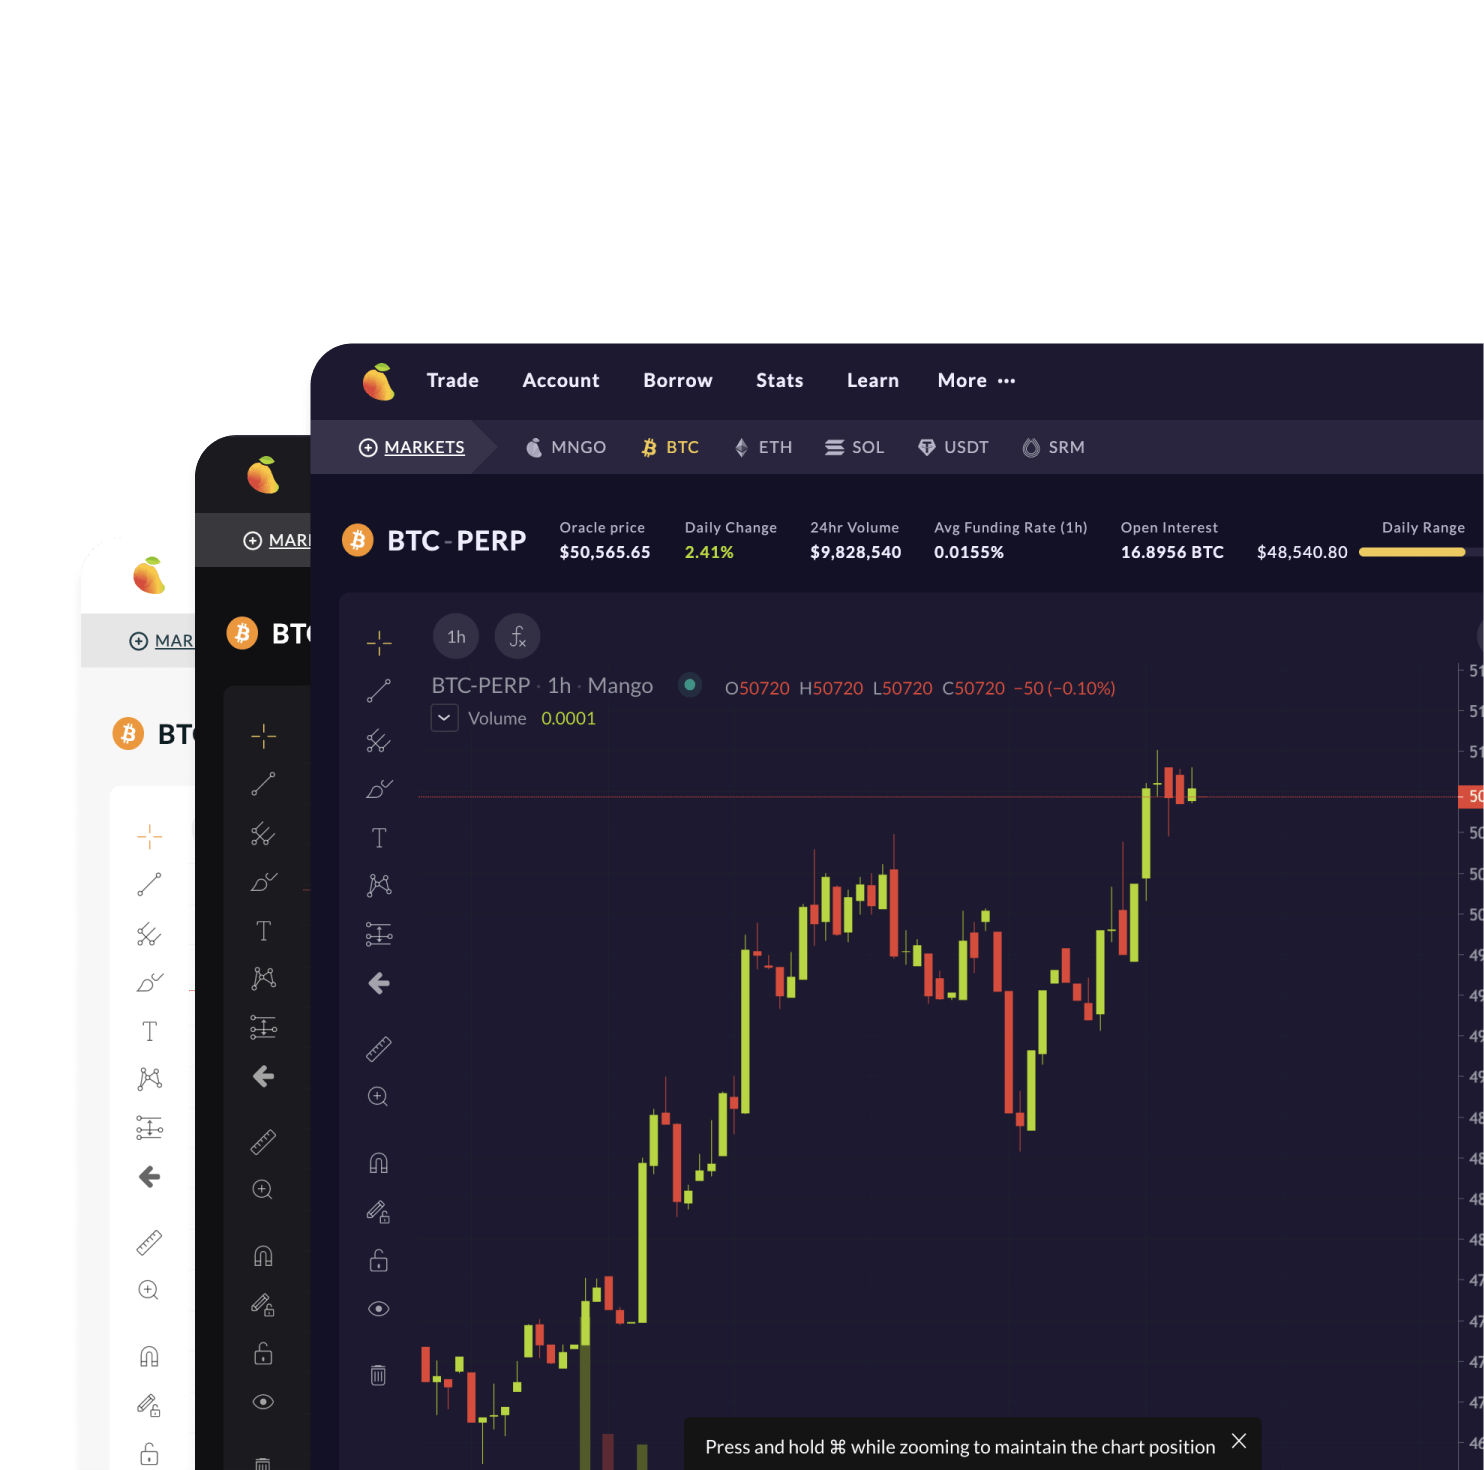 Trade Account Borrow Stats Learn More ···
MARKETS MNGO BTC ETH SOL USDT SRM
BTC-PERP
Oracle price Daily Change 24hr Volume Avg Funding Rate (1h) Open Interest Daily Range
$50,565.65 2.41% $9,828,540 0.0155% 16.8956 BTC $48,540.80
1h fx
BTC-PERP · 1h · Mango O50720 H50720 L50720 C50720 −50 (−0.10%)
Volume 0.0001
51
51
51
50
50
50
50
49
49
49
49
48
48
48
48
47
47
47
47
46
Press and hold ⌘ while zooming to maintain the chart position
MAR
BTC
MAR
BTC